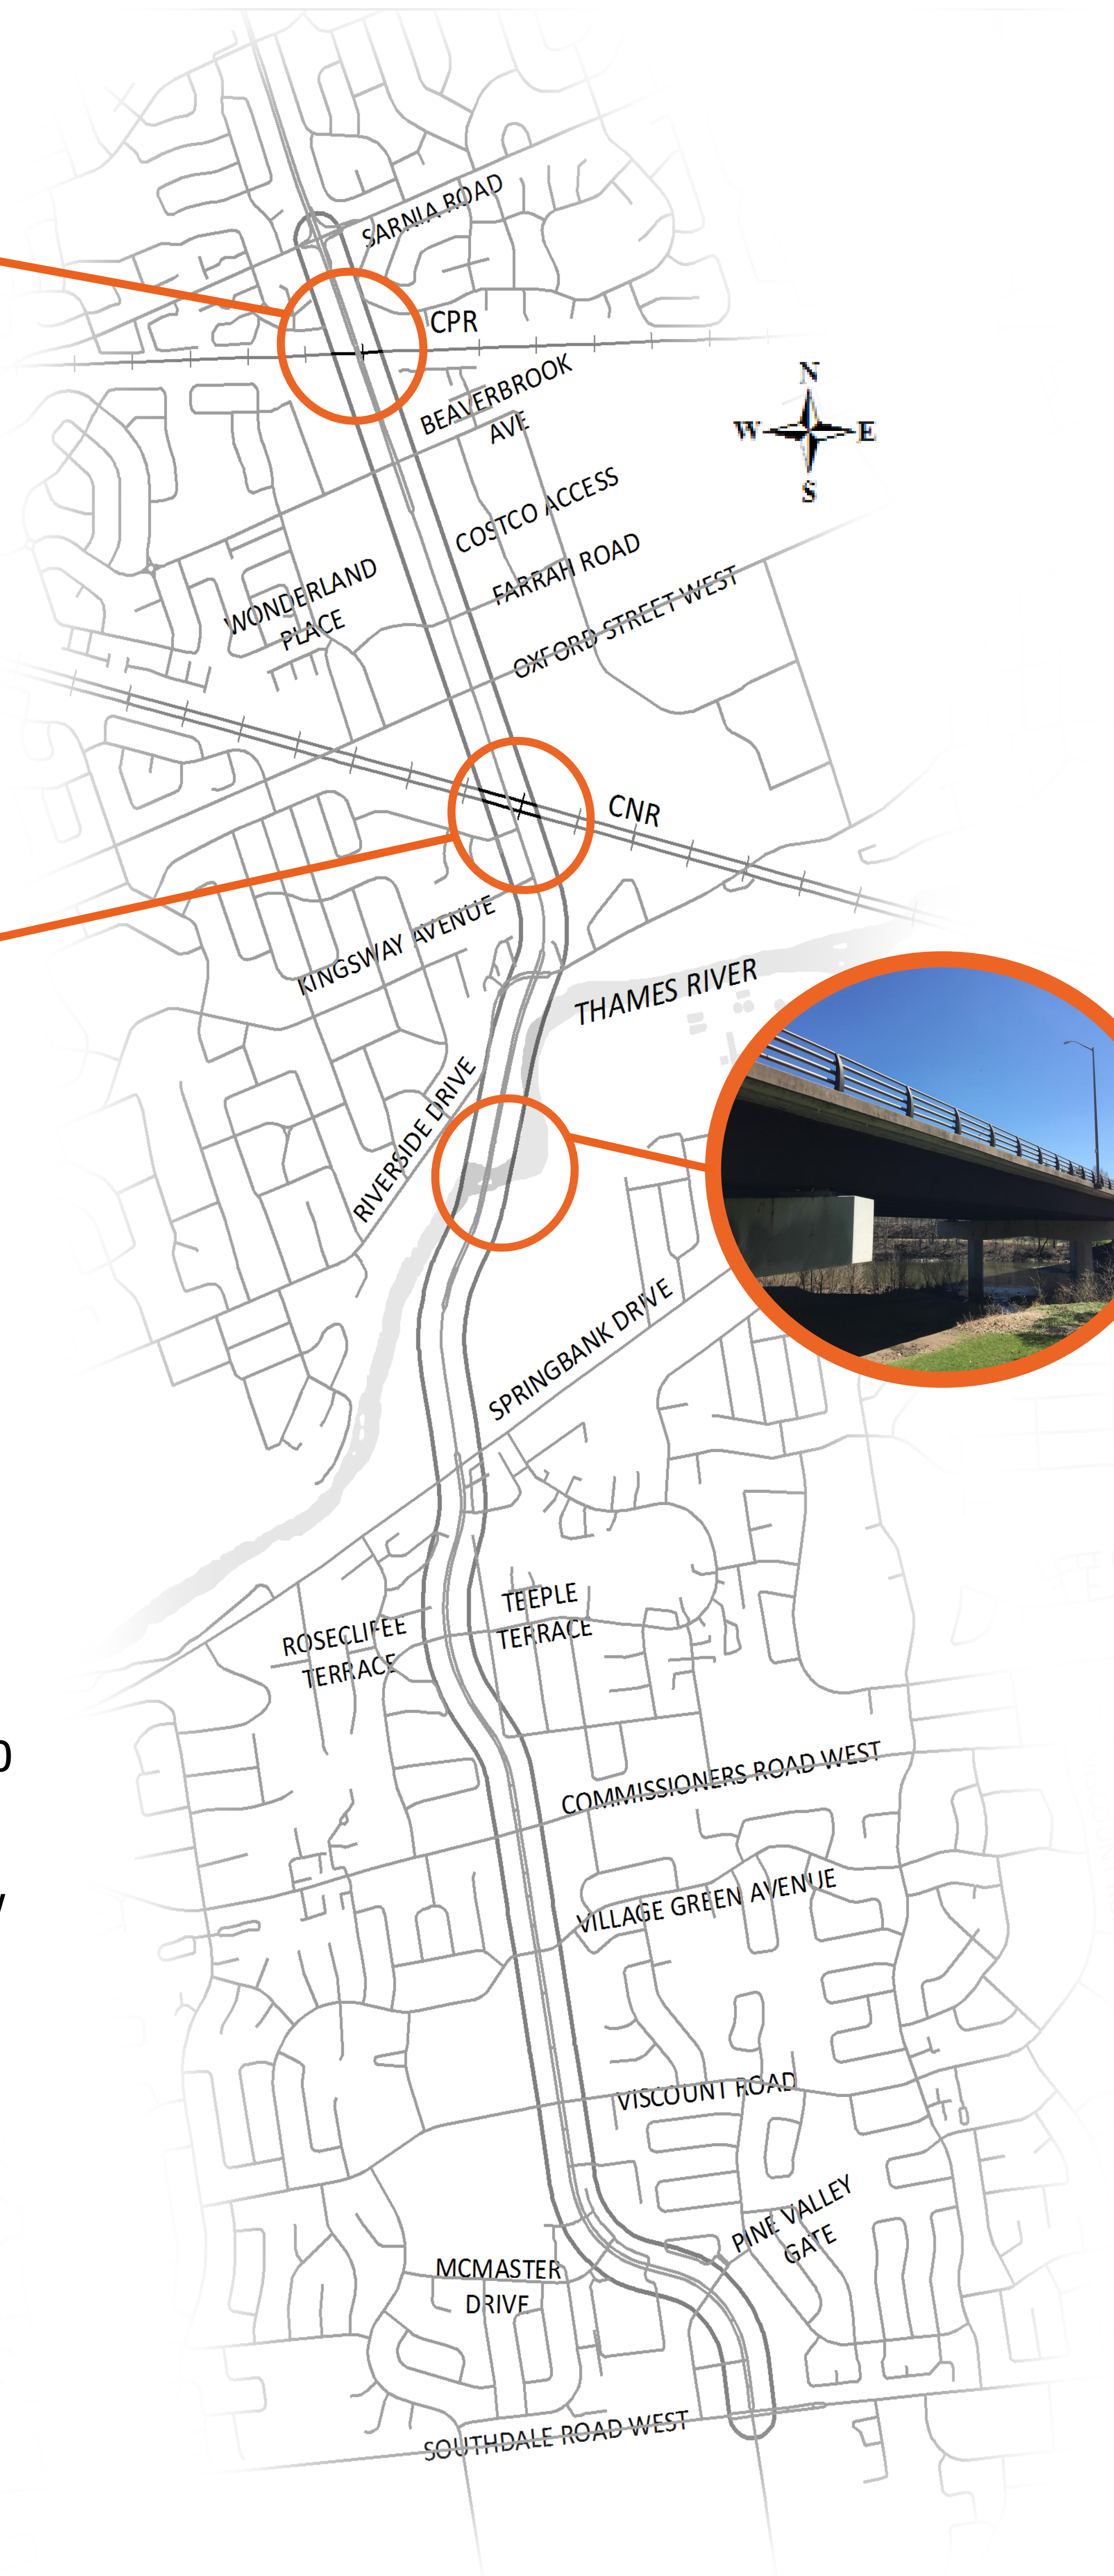 SARNIA ROAD
CPR
BEAVERBROOK
AVE
N
W E
S
COSTCO ACCESS
FARRAH ROAD
WONDERLAND
PLACE
OXFORD STREET WEST
CNR
KINGSWAY AVENUE
THAMES RIVER
RIVERSIDE DRIVE
SPRINGBANK DRIVE
TEEPLE
TERRACE
ROSECLIFFE
TERRACE
COMMISSIONERS ROAD WEST
VILLAGE GREEN AVENUE
VISCOUNT ROAD
PINE VALLEY
GATE
MCMASTER
DRIVE
SOUTHDALE ROAD WEST